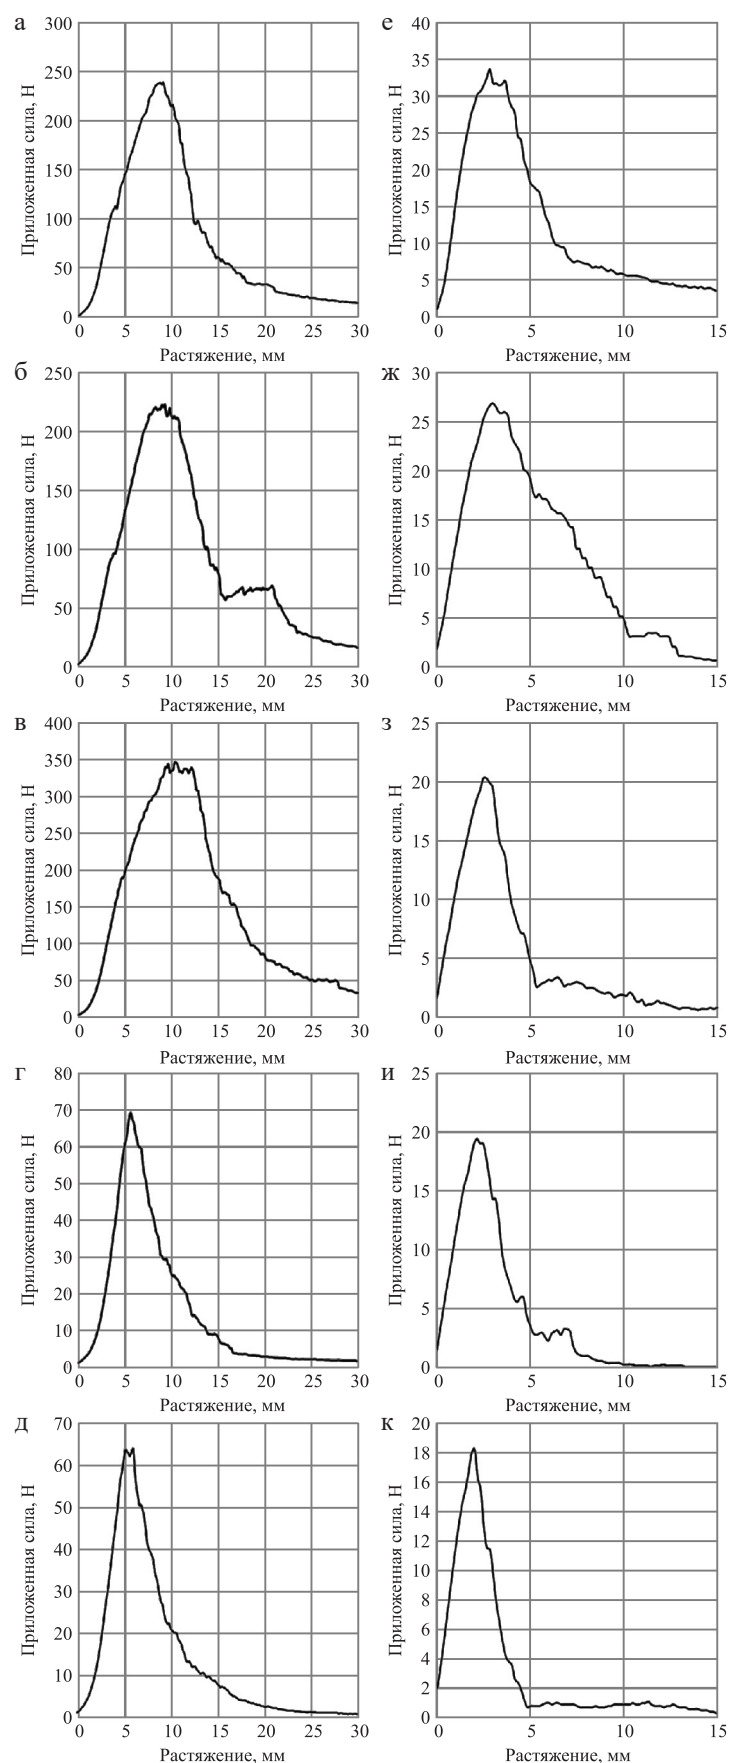 а
Приложенная сила, Н
300
250
200
150
100
50
0
0 5 10 15 20 25 30
Растяжение, мм
е
Приложенная сила, Н
40
35
30
25
20
15
10
5
0
0 5 10 15
Растяжение, мм
б
Приложенная сила, Н
250
200
150
100
50
0
0 5 10 15 20 25 30
Растяжение, мм
ж
Приложенная сила, Н
30
25
20
15
10
5
0
0 5 10 15
Растяжение, мм
в
Приложенная сила, Н
400
350
300
250
200
150
100
50
0
0 5 10 15 20 25 30
Растяжение, мм
з
Приложенная сила, Н
25
20
15
10
5
0
0 5 10 15
Растяжение, мм
г
Приложенная сила, Н
80
70
60
50
40
30
20
10
0
0 5 10 15 20 25 30
Растяжение, мм
и
Приложенная сила, Н
25
20
15
10
5
0
0 5 10 15
Растяжение, мм
д
Приложенная сила, Н
70
60
50
40
30
20
10
0
0 5 10 15 20 25 30
Растяжение, мм
к
Приложенная сила, Н
20
18
16
14
12
10
8
6
4
2
0
0 5 10 15
Растяжение, мм